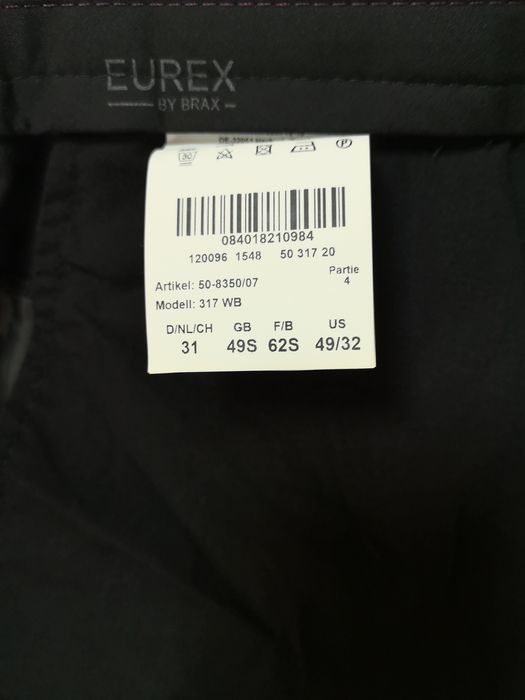 EUREX
BY BRAX
30
P
084018210984
120096 1548 50 317 20
Partie
4
Artikel: 50-8350/07
Modell: 317 WB
D/NL/CH GB F/B US
31 49S 62S 49/32